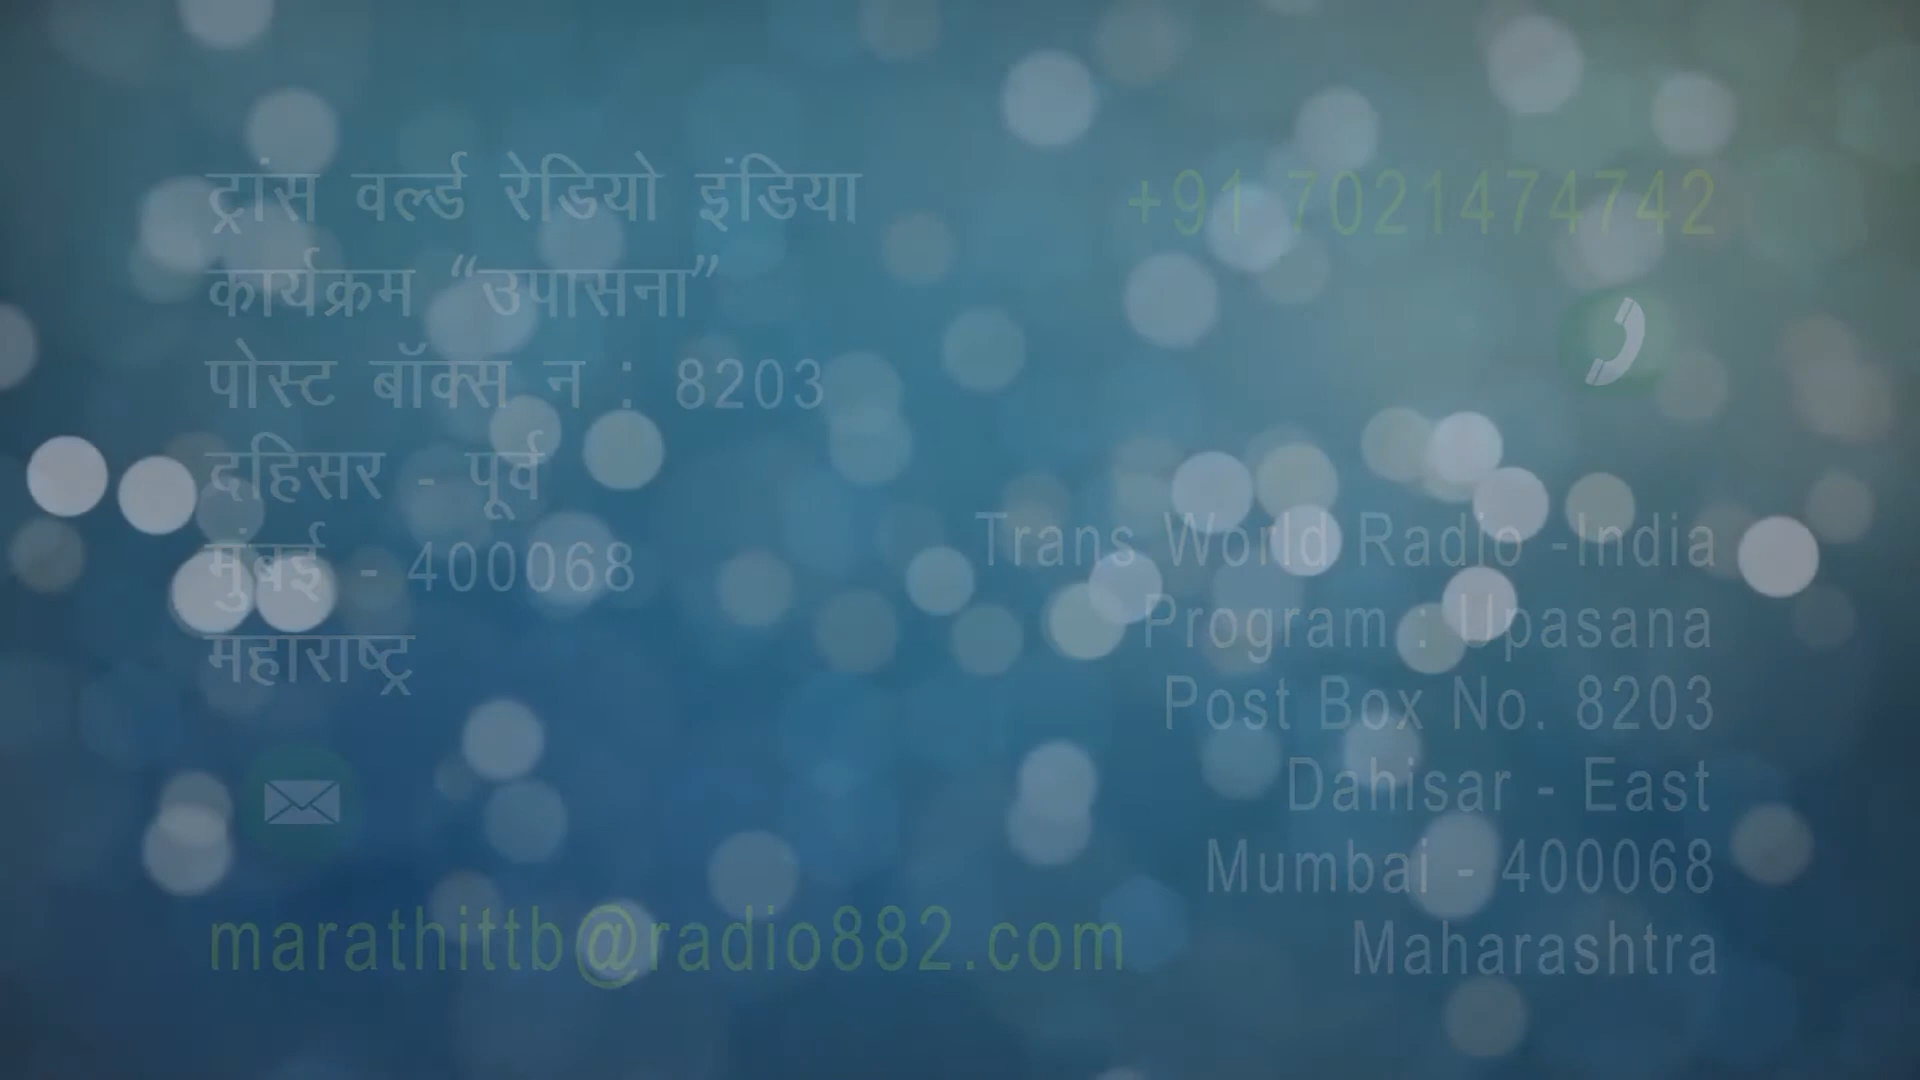 ट्रांस वर्ल्ड रेडियो इंडिया
कार्यक्रम “उपासना”
पोस्ट बॉक्स न : 8203
दहिसर - पूर्व
मुंबई - 400068
महाराष्ट्र
marathittb@radio882.com
+91 7021474742
Trans World Radio -India
Program : Upasana
Post Box No. 8203
Dahisar - East
Mumbai - 400068
Maharashtra